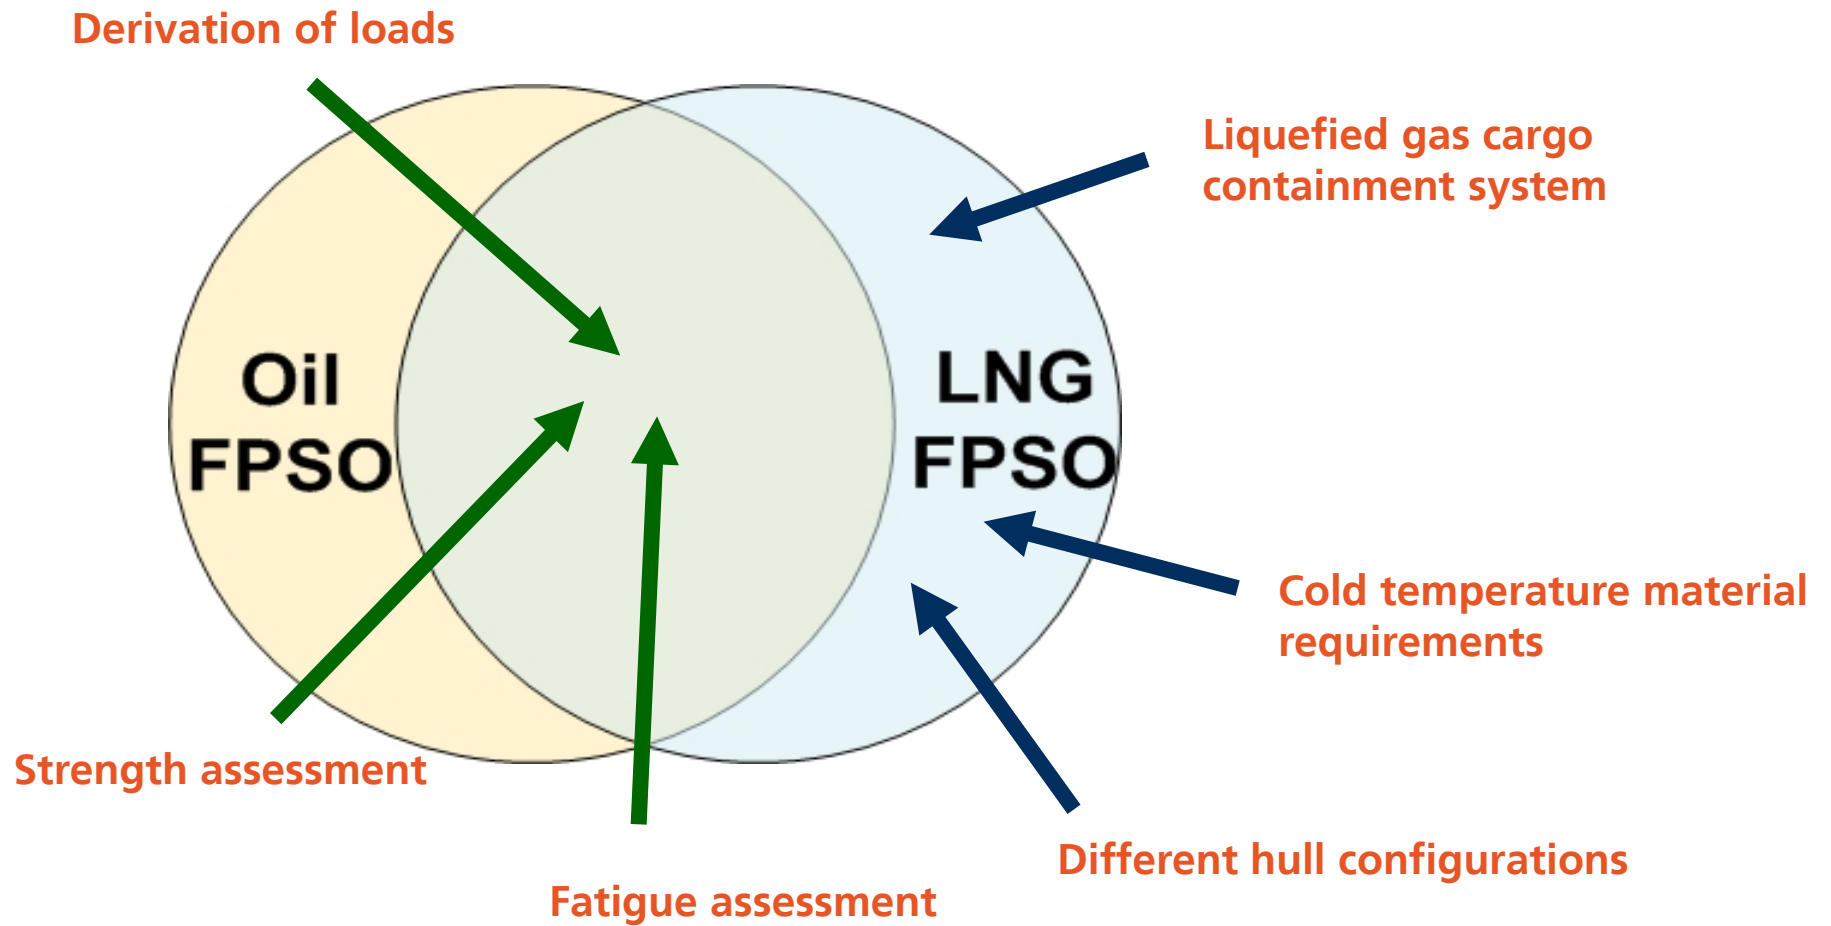 Derivation of loads
Liquefied gas cargo
containment system
Oil
FPSO
LNG
FPSO
Cold temperature material
requirements
Strength assessment
Different hull configurations
Fatigue assessment